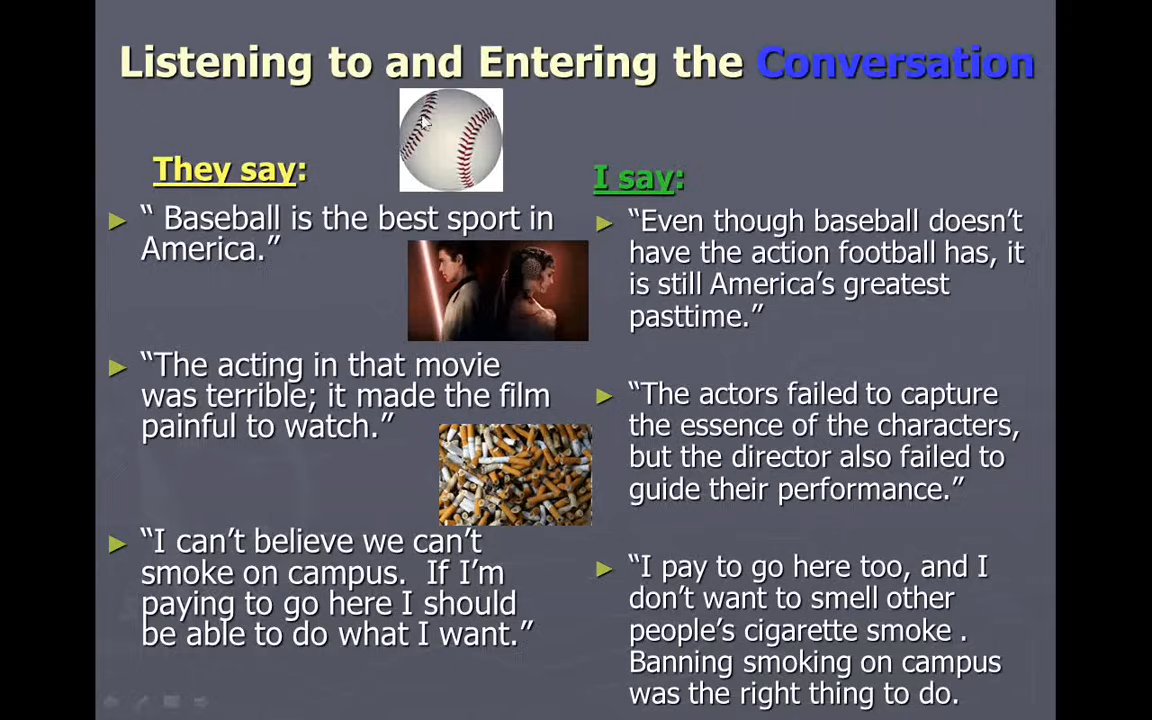 Listening to and Entering the Conversation
They say:
“ Baseball is the best sport in
America.”
“The acting in that movie
was terrible; it made the film
painful to watch.”
“I can’t believe we can’t
smoke on campus.  If I’m
paying to go here I should
be able to do what I want.”
I say:
“Even though baseball doesn’t
have the action football has, it
is still America’s greatest
pasttime.”
“The actors failed to capture
the essence of the characters,
but the director also failed to
guide their performance.”
“I pay to go here too, and I
don’t want to smell other
people’s cigarette smoke .
Banning smoking on campus
was the right thing to do.